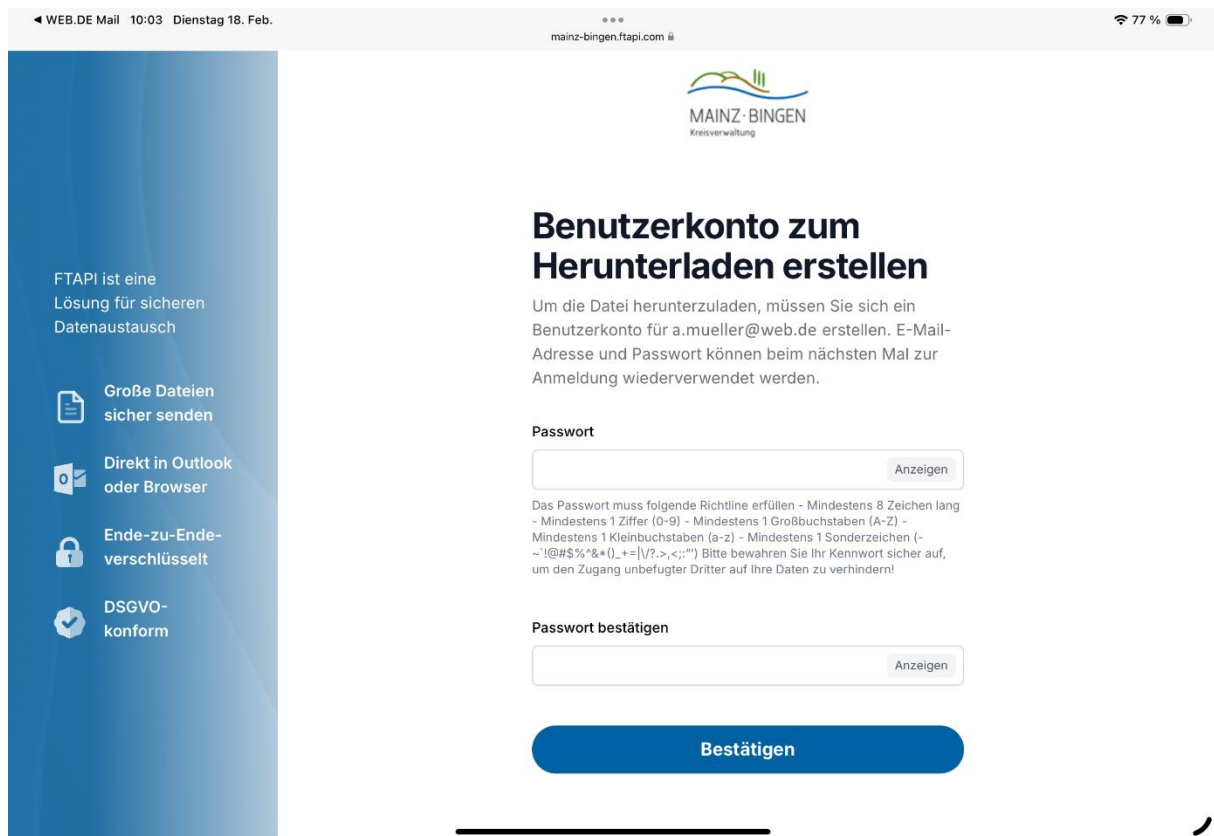 ◀ WEB.DE Mail 10:03 Dienstag 18. Feb.
mainz-bingen.ftapi.com
77 %
MAINZ·BINGEN
Kreisverwaltung
FTAPI ist eine
Lösung für sicheren
Datenaustausch
Große Dateien
sicher senden
Direkt in Outlook
oder Browser
Ende-zu-Ende-
verschlüsselt
DSGVO-
konform
Benutzerkonto zum
Herunterladen erstellen
Um die Datei herunterzuladen, müssen Sie sich ein
Benutzerkonto für a.mueller@web.de erstellen. E-Mail-
Adresse und Passwort können beim nächsten Mal zur
Anmeldung wiederverwendet werden.
Passwort
Anzeigen
Das Passwort muss folgende Richtline erfüllen - Mindestens 8 Zeichen lang
- Mindestens 1 Ziffer (0-9) - Mindestens 1 Großbuchstaben (A-Z) -
Mindestens 1 Kleinbuchstaben (a-z) - Mindestens 1 Sonderzeichen (-
~`!@#$%^&*()_+=|\/?.>,<;:"') Bitte bewahren Sie Ihr Kennwort sicher auf,
um den Zugang unbefugter Dritter auf Ihre Daten zu verhindern!
Passwort bestätigen
Anzeigen
Bestätigen